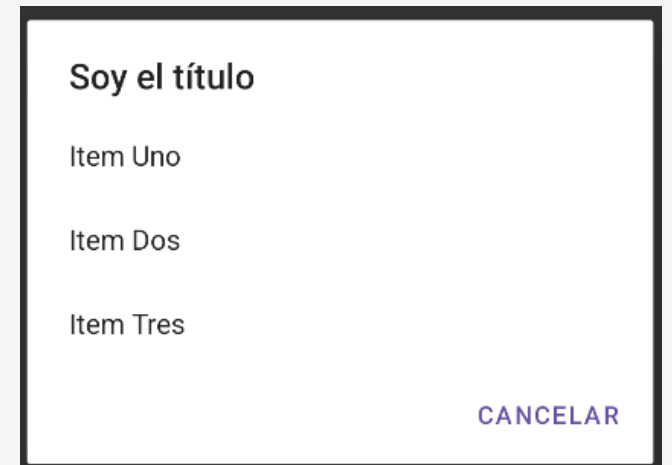 Soy el título
Item Uno
Item Dos
Item Tres
CANCELAR